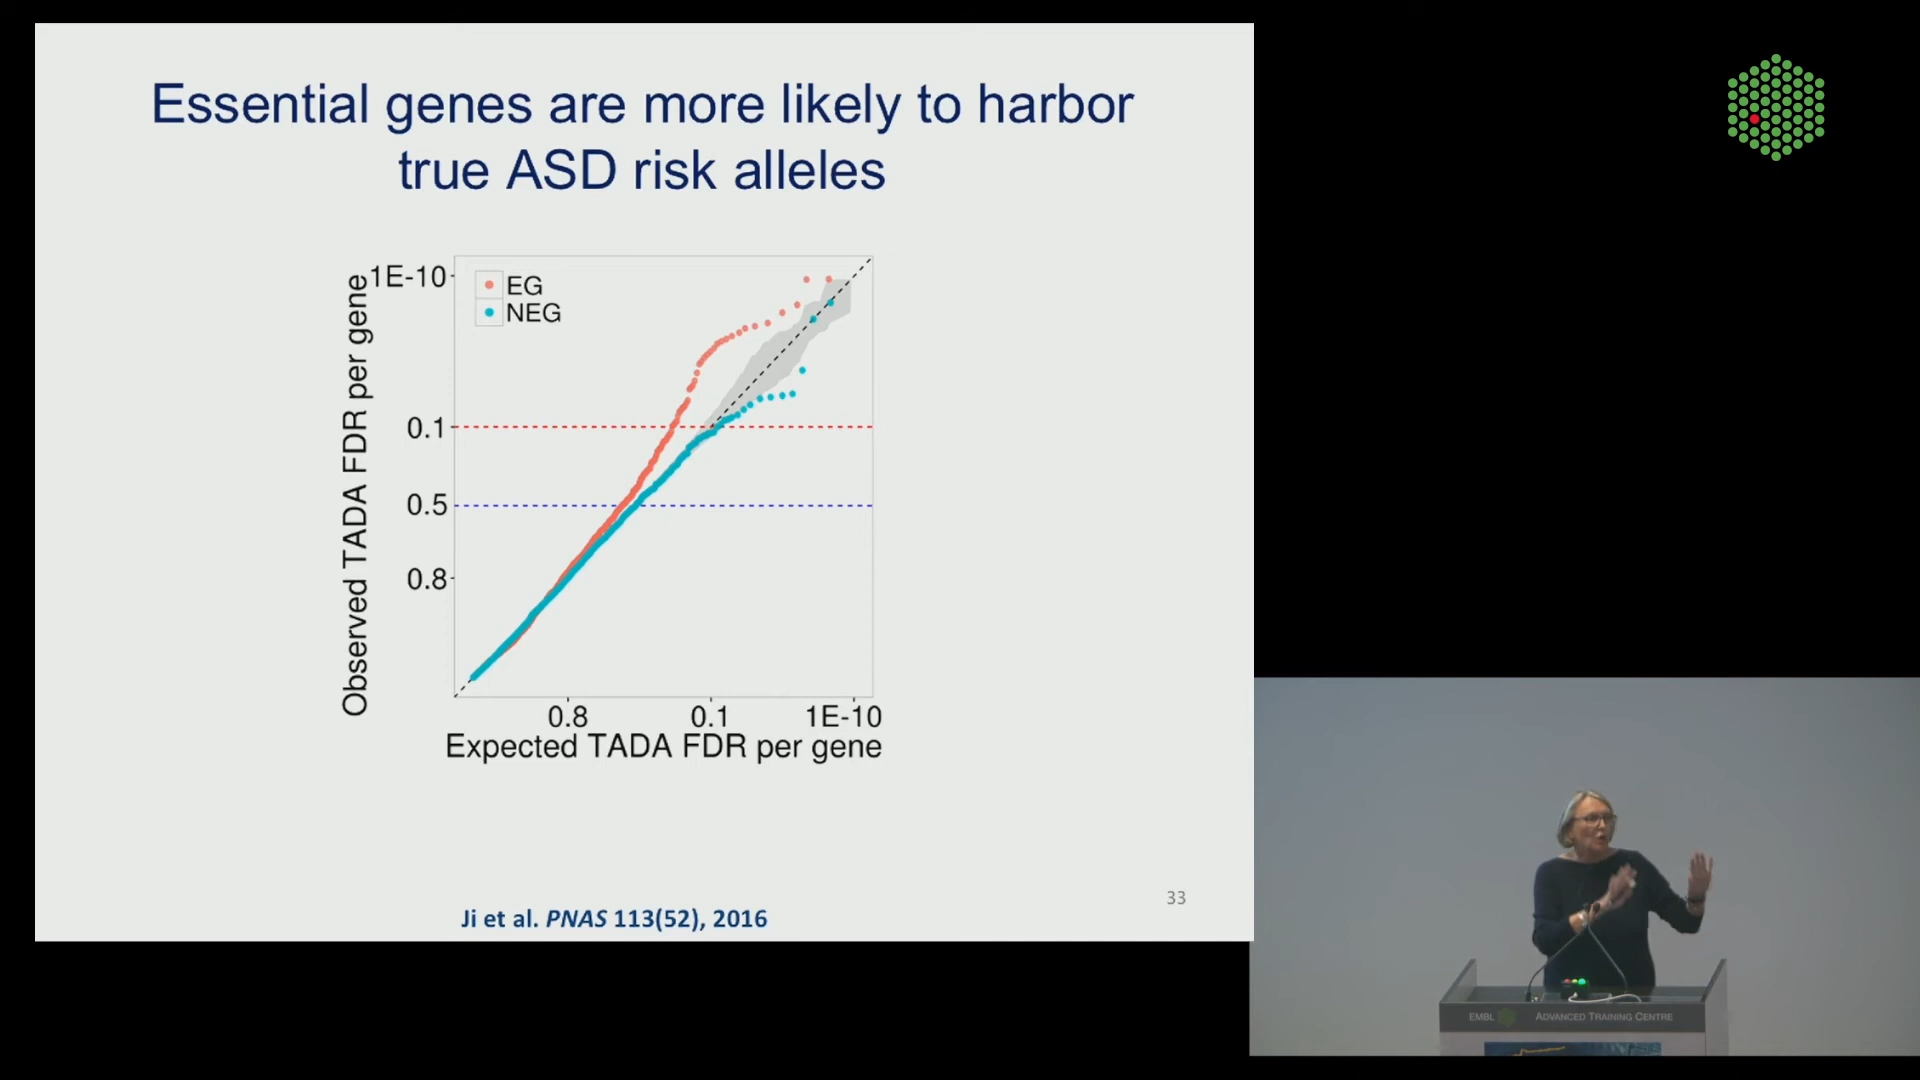 Essential genes are more likely to harbor
true ASD risk alleles
Observed TADA FDR per gene
1E-10
0.1
0.5
0.8
EG
NEG
0.8
0.1
1E-10
Expected TADA FDR per gene
33
Ji et al. PNAS 113(52), 2016
EMBL ADVANCED TRAINING CENTRE